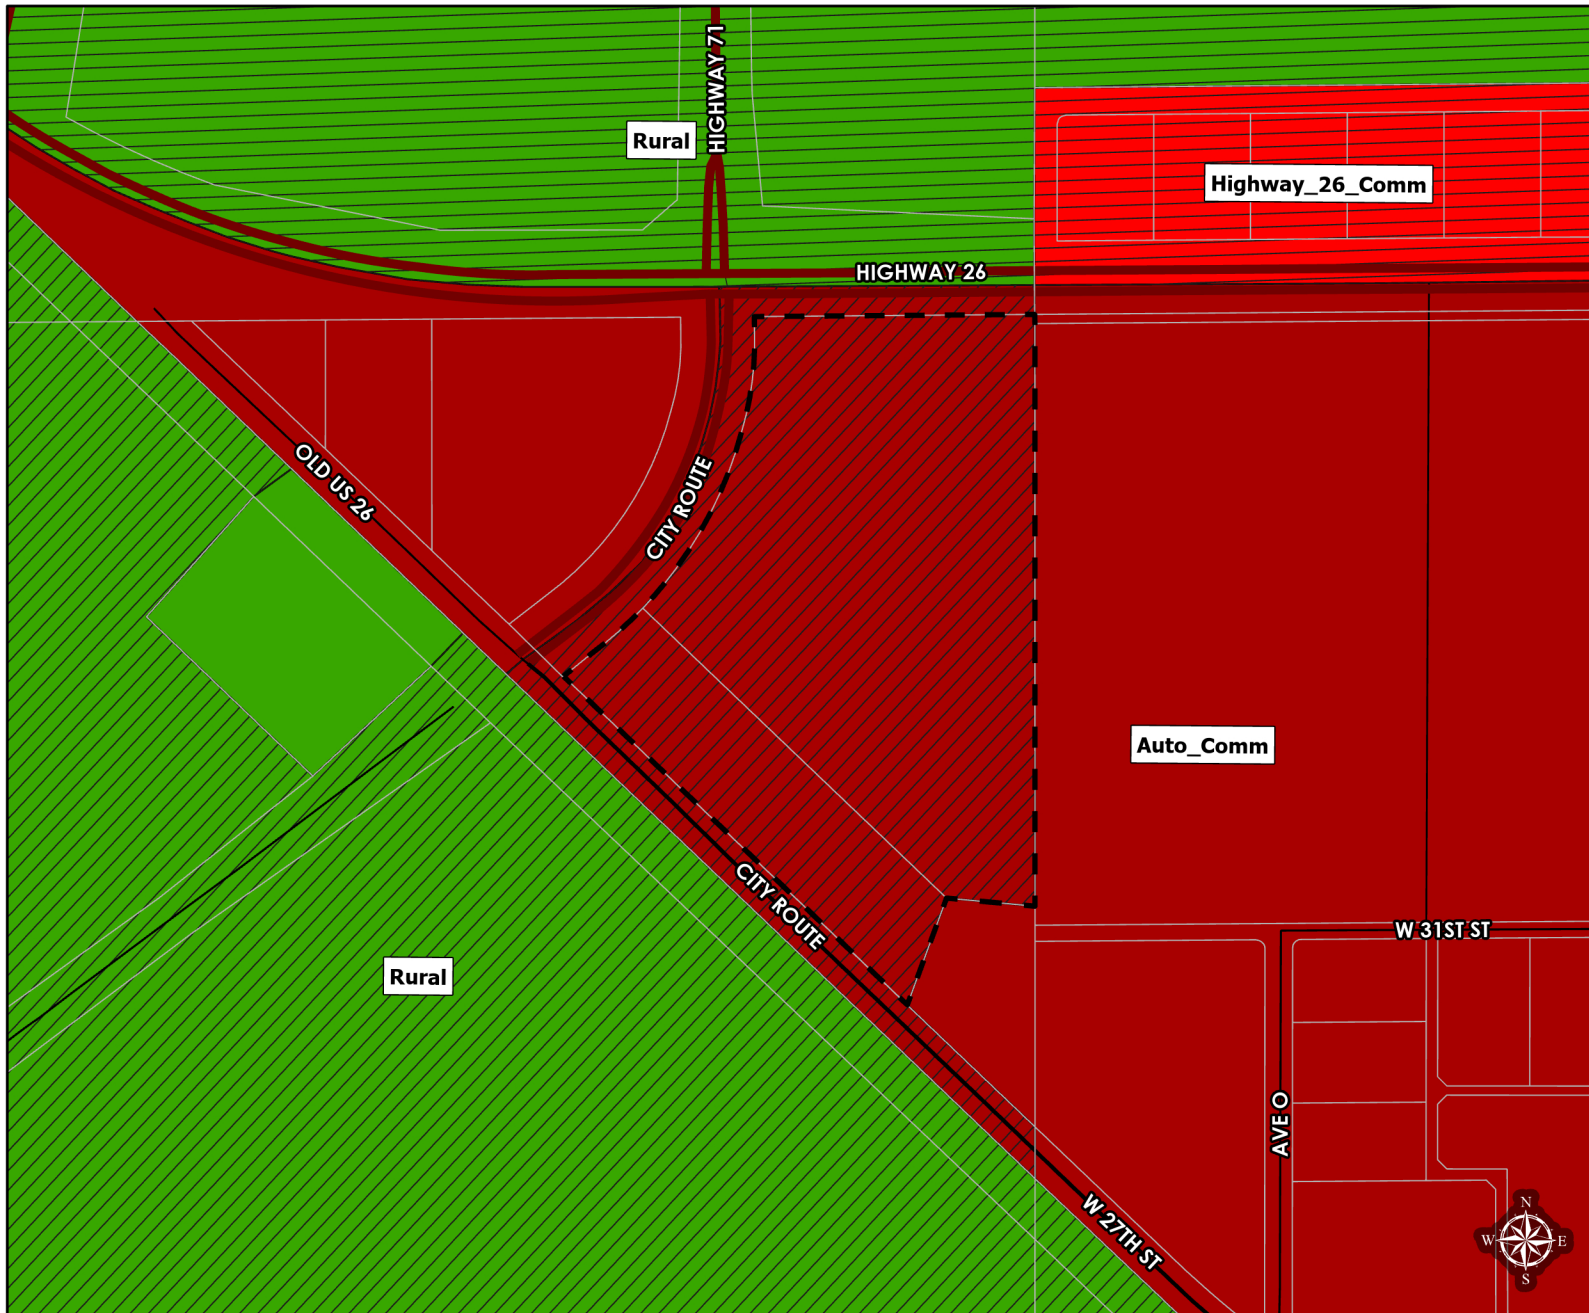 HIGHWAY 71
Rural
Highway_26_Comm
HIGHWAY 26
OLD US 26
CITY ROUTE
Auto_Comm
CITY ROUTE
W 31ST ST
Rural
AVE O
W 27TH ST
N
W E
S